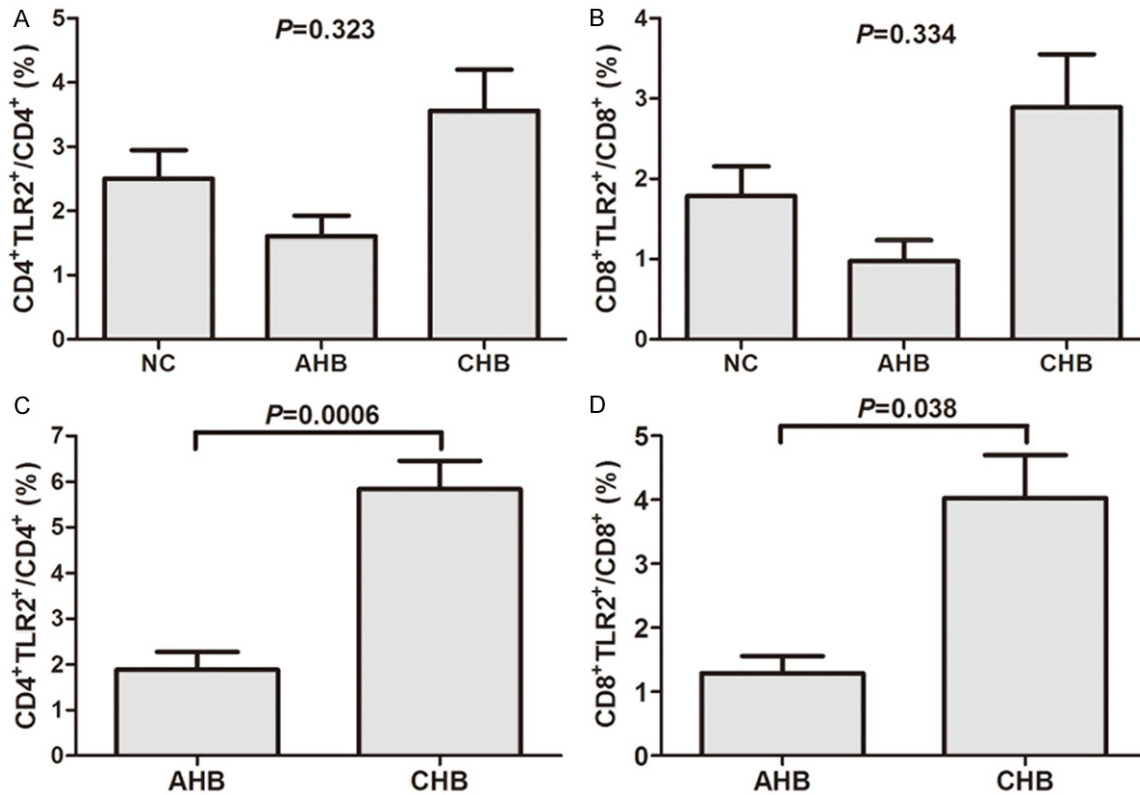 A
P=0.323
CD4⁺TLR2⁺/CD4⁺ (%)
5
4
3
2
1
0
NC AHB CHB
B
P=0.334
CD8⁺TLR2⁺/CD8⁺ (%)
4
3
2
1
0
NC AHB CHB
C
P=0.0006
CD4⁺TLR2⁺/CD4⁺ (%)
7
6
5
4
3
2
1
0
AHB CHB
D
P=0.038
CD8⁺TLR2⁺/CD8⁺ (%)
5
4
3
2
1
0
AHB CHB